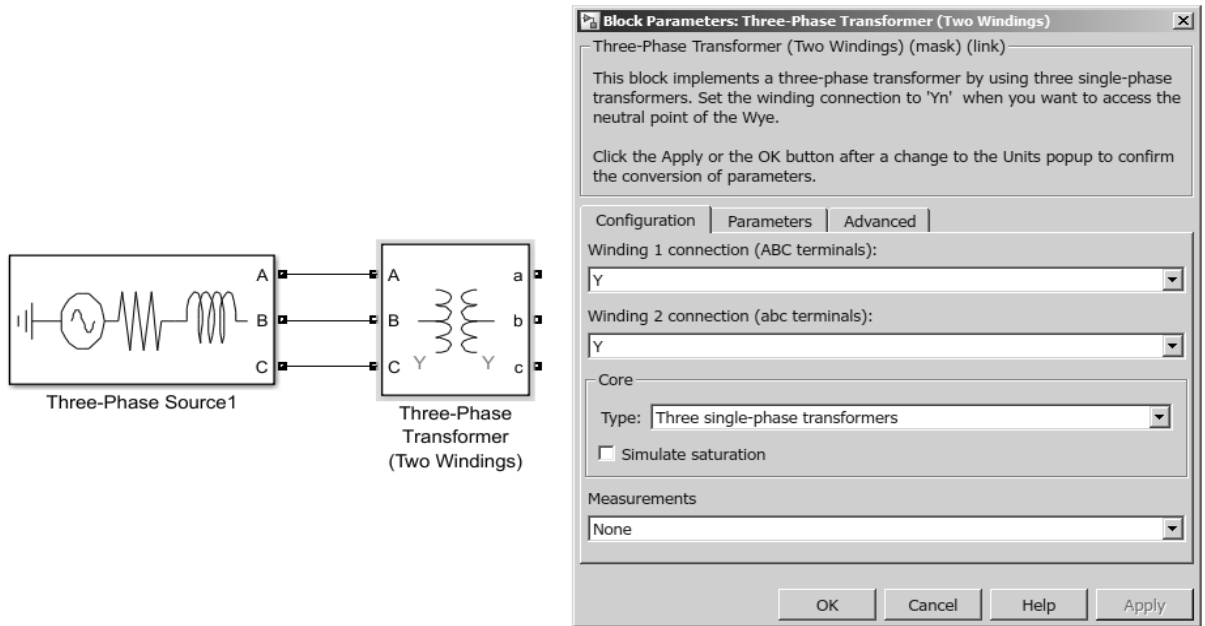 A
B
C
Three-Phase Source1
A
B
C
a
b
c
Y
Y
Three-Phase
Transformer
(Two Windings)
Block Parameters: Three-Phase Transformer (Two Windings)
Three-Phase Transformer (Two Windings) (mask) (link)
This block implements a three-phase transformer by using three single-phase
transformers. Set the winding connection to 'Yn' when you want to access the
neutral point of the Wye.
Click the Apply or the OK button after a change to the Units popup to confirm
the conversion of parameters.
Configuration Parameters Advanced
Winding 1 connection (ABC terminals):
Y
Winding 2 connection (abc terminals):
Y
Core
Type: Three single-phase transformers
Simulate saturation
Measurements
None
OK Cancel Help Apply